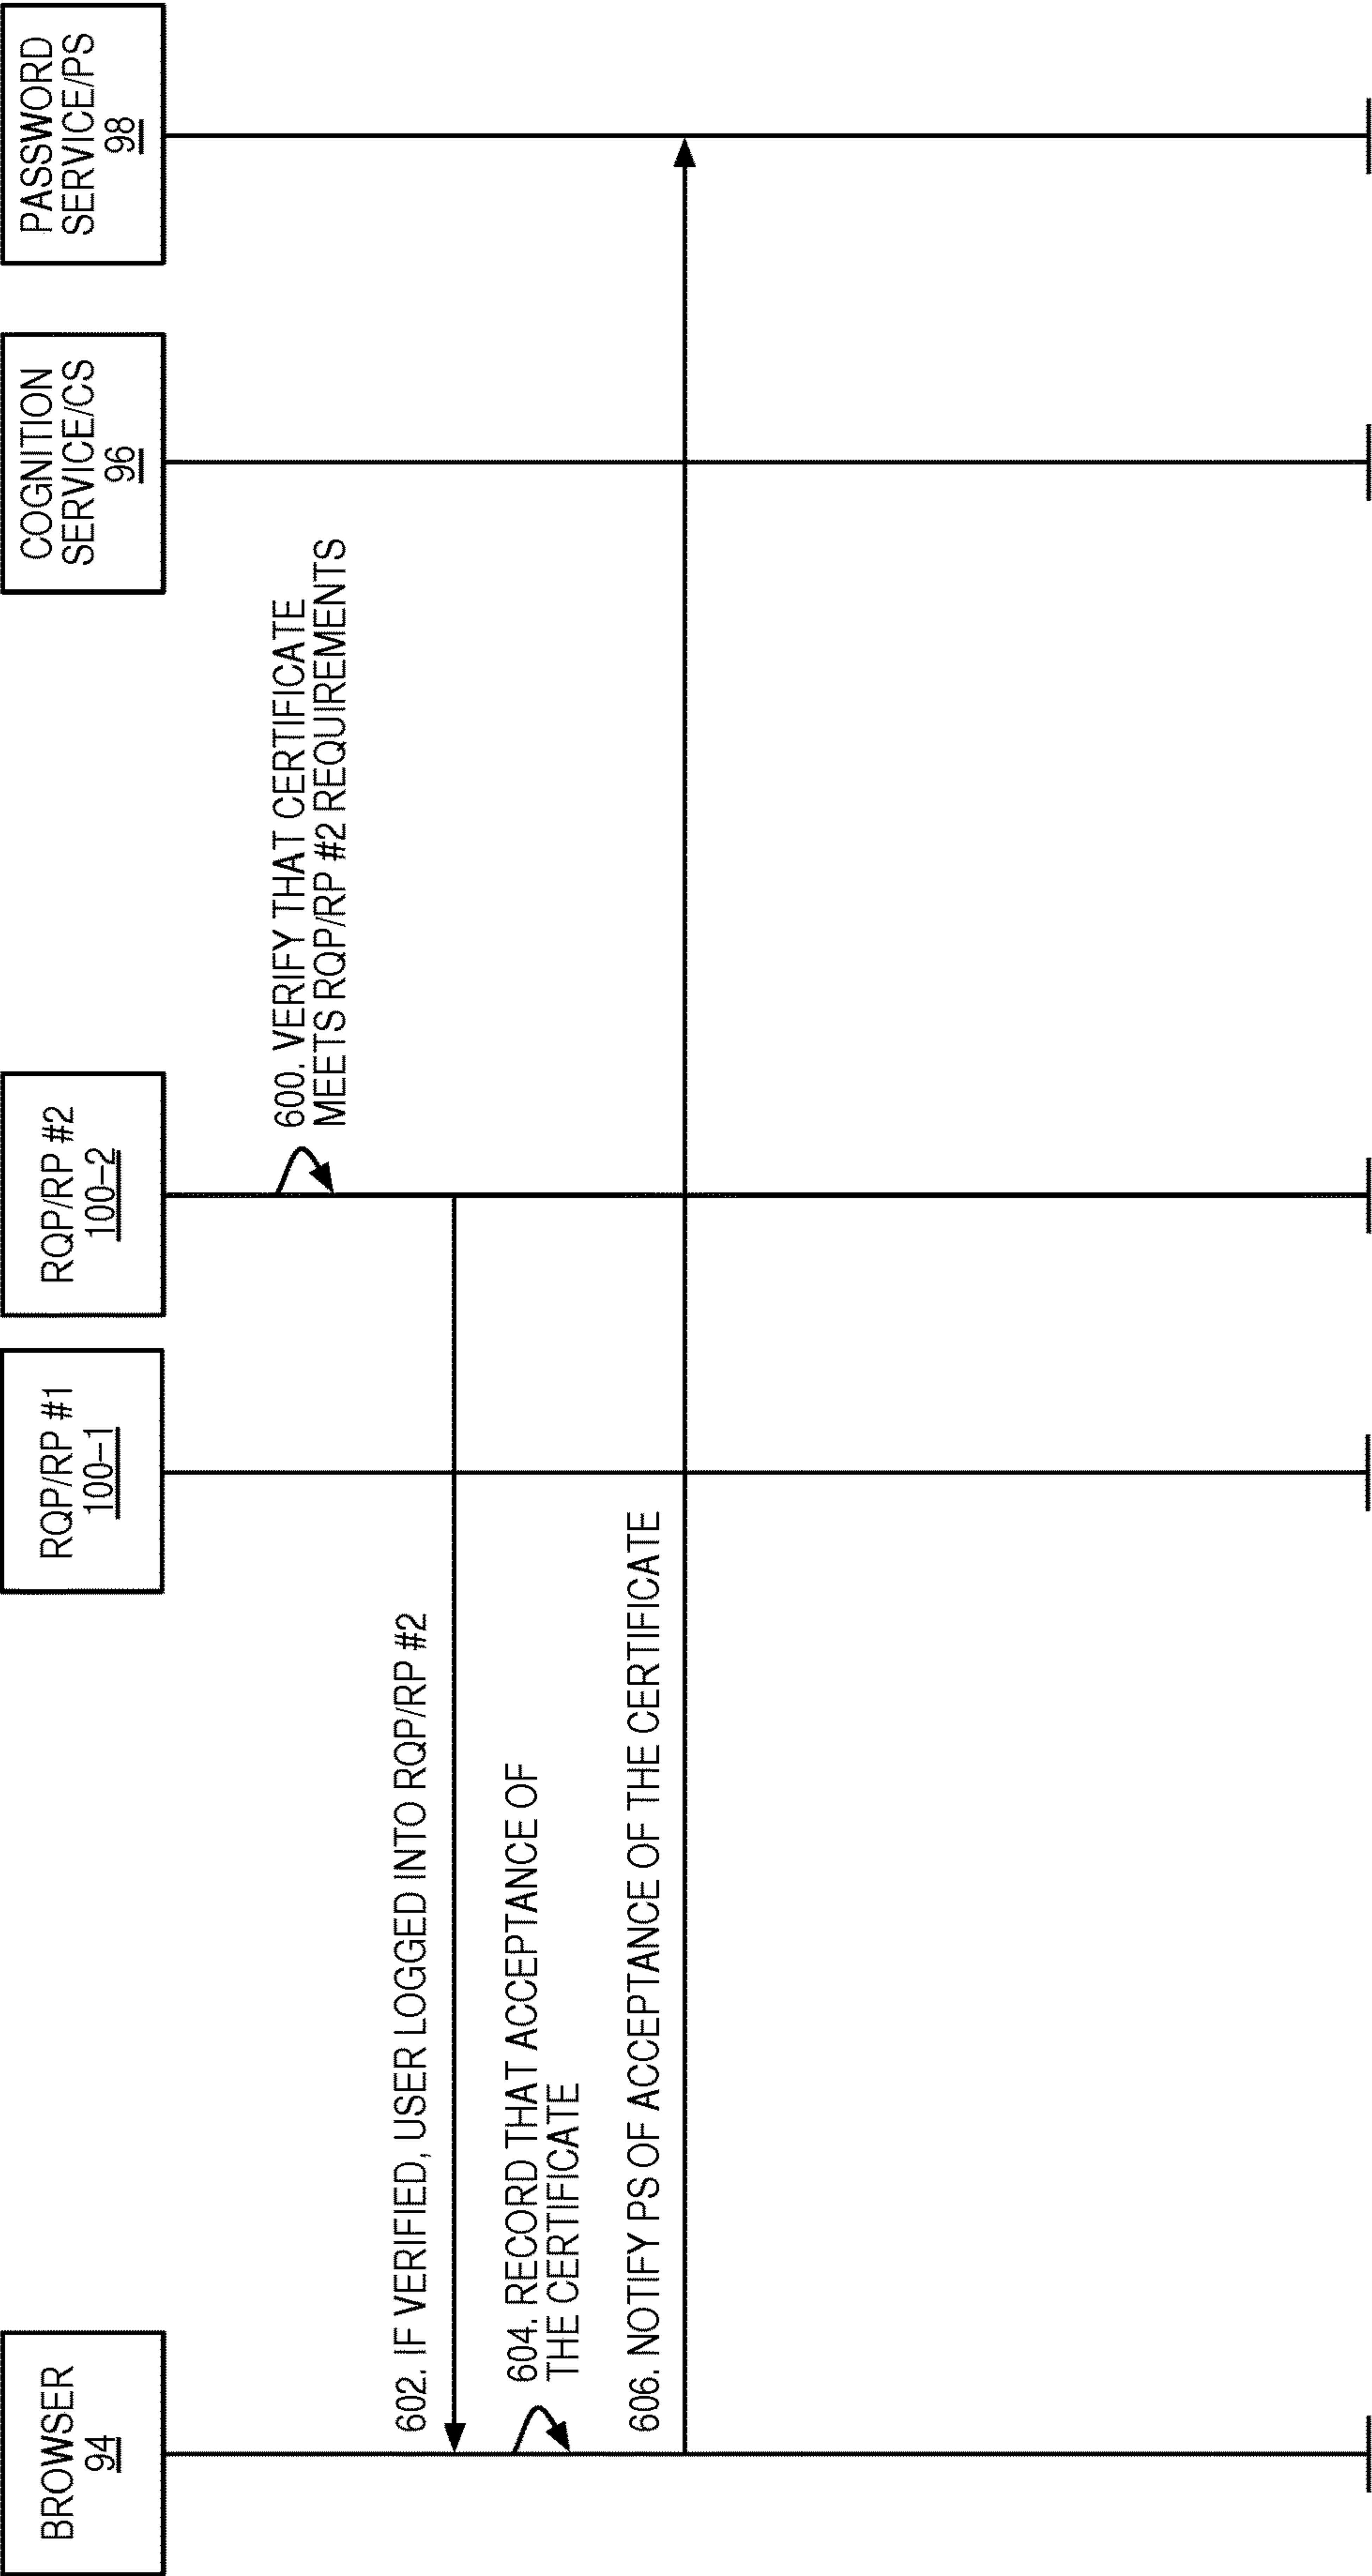 BROWSER
94
RQP/RP #1
100–1
RQP/RP #2
100–2
COGNITION
SERVICE/CS
96
PASSWORD
SERVICE/PS
98
600. VERIFY THAT CERTIFICATE
MEETS RQP/RP #2 REQUIREMENTS
602. IF VERIFIED, USER LOGGED INTO RQP/RP #2
604. RECORD THAT ACCEPTANCE OF
THE CERTIFICATE
606. NOTIFY PS OF ACCEPTANCE OF THE CERTIFICATE